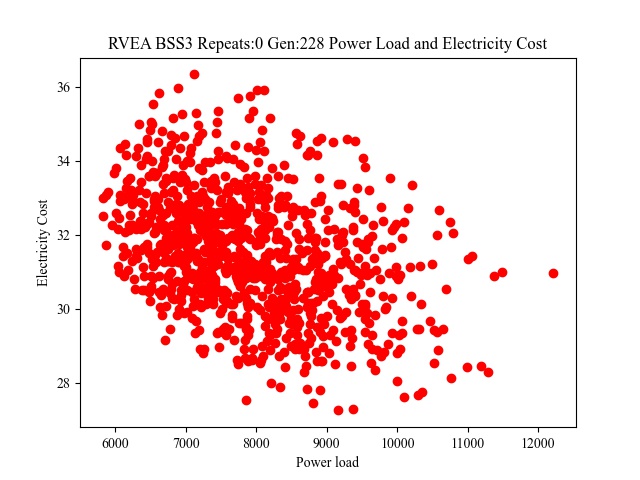 RVEA BSS3 Repeats:0 Gen:228 Power Load and Electricity Cost
36
34
32
30
28
Electricity Cost
6000 7000 8000 9000 10000 11000 12000
Power load